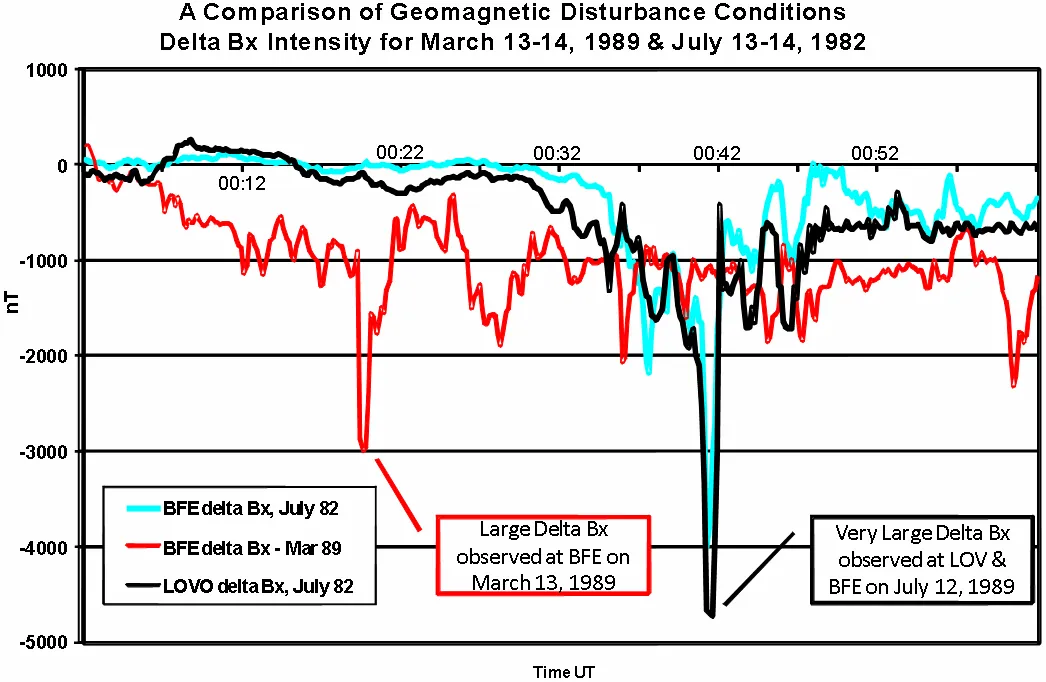 A Comparison of Geomagnetic Disturbance Conditions
Delta Bx Intensity for March 13-14, 1989 & July 13-14, 1982
1000
0
-1000
-2000
-3000
-4000
-5000
nT
00:12
00:22
00:32
00:42
00:52
BFE delta Bx, July 82
BFE delta Bx - Mar 89
LOVO delta Bx, July 82
Large Delta Bx
observed at BFE on
March 13, 1989
Very Large Delta Bx
observed at LOV &
BFE on July 12, 1989
Time UT